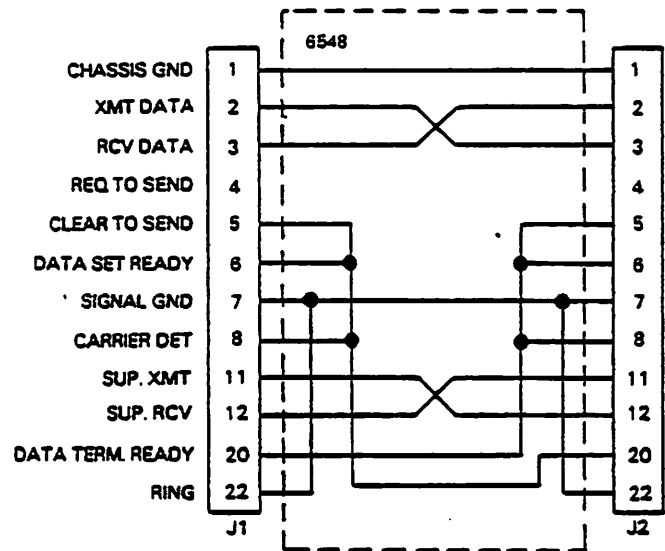 6548
CHASSIS GND 1 1
XMT DATA 2 2
RCV DATA 3 3
REQ TO SEND 4
CLEAR TO SEND 5 5
DATA SET READY 6 6
SIGNAL GND 7 7
CARRIER DET 8 8
SUP. XMT 11 11
SUP. RCV 12 12
DATA TERM. READY 20 20
RING 22 22
J1 J2